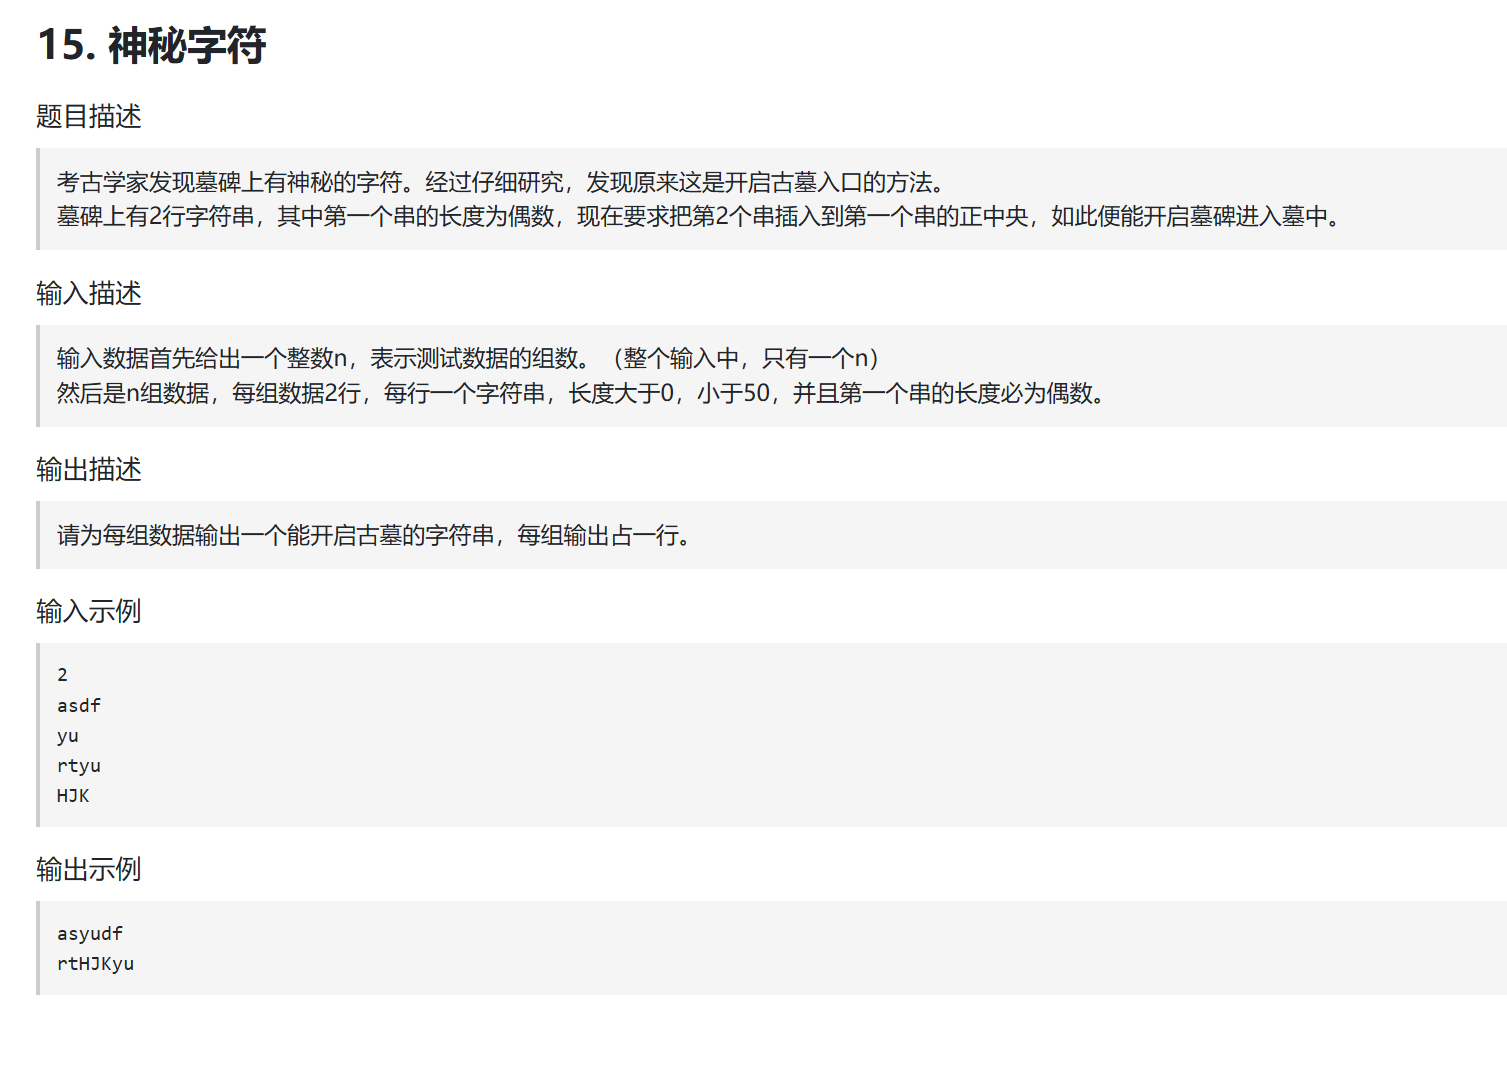 15. 神秘字符
题目描述
考古学家发现墓碑上有神秘的字符。经过仔细研究，发现原来这是开启古墓入口的方法。
墓碑上有2行字符串，其中第一个串的长度为偶数，现在要求把第2个串插入到第一个串的正中央，如此便能开启墓碑进入墓中。
输入描述
输入数据首先给出一个整数n，表示测试数据的组数。（整个输入中，只有一个n）
然后是n组数据，每组数据2行，每行一个字符串，长度大于0，小于50，并且第一个串的长度必为偶数。
输出描述
请为每组数据输出一个能开启古墓的字符串，每组输出占一行。
输入示例
2
asdf
yu
rtyu
HJK
输出示例
asyudf
rtHJKyu